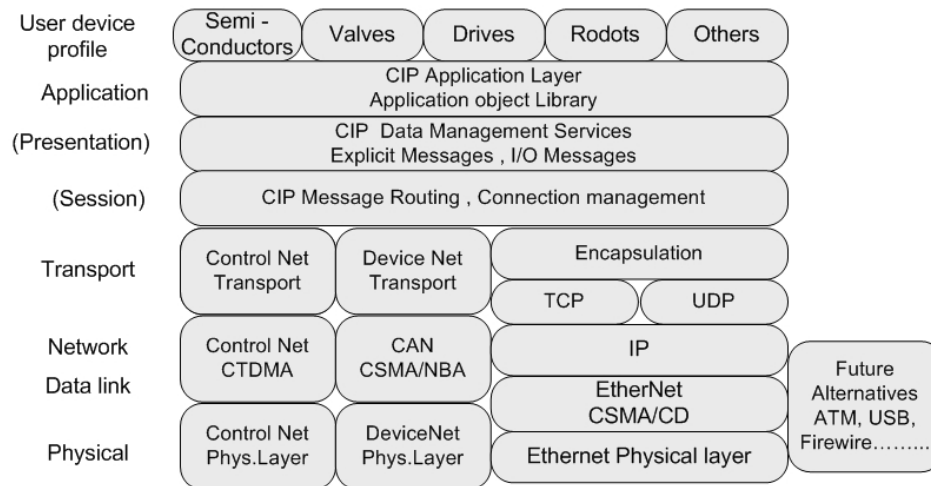 User device
profile
Semi -
Conductors
Valves
Drives
Rodots
Others
Application
CIP Application Layer
Application object Library
(Presentation)
CIP Data Management Services
Explicit Messages , I/O Messages
(Session)
CIP Message Routing , Connection management
Transport
Control Net
Transport
Device Net
Transport
Encapsulation
TCP
UDP
Network
Data link
Control Net
CTDMA
CAN
CSMA/NBA
IP
EtherNet
CSMA/CD
Future
Alternatives
ATM, USB,
Firewire……...
Physical
Control Net
Phys.Layer
DeviceNet
Phys.Layer
Ethernet Physical layer